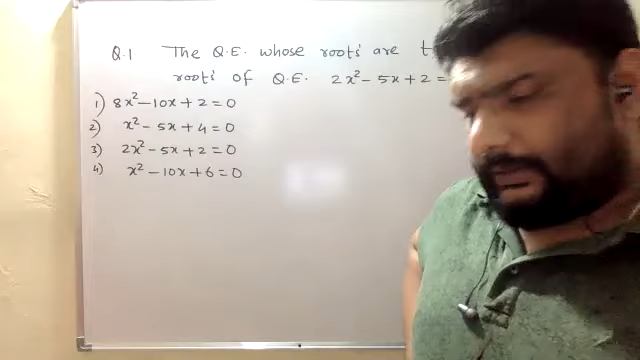 Q.1 The Q.E. whose roots are
roots of Q.E. 2x² - 5x + 2 =
1) 8x² - 10x + 2 = 0
2) x² - 5x + 4 = 0
3) 2x² - 5x + 2 = 0
4) x² - 10x + 6 = 0